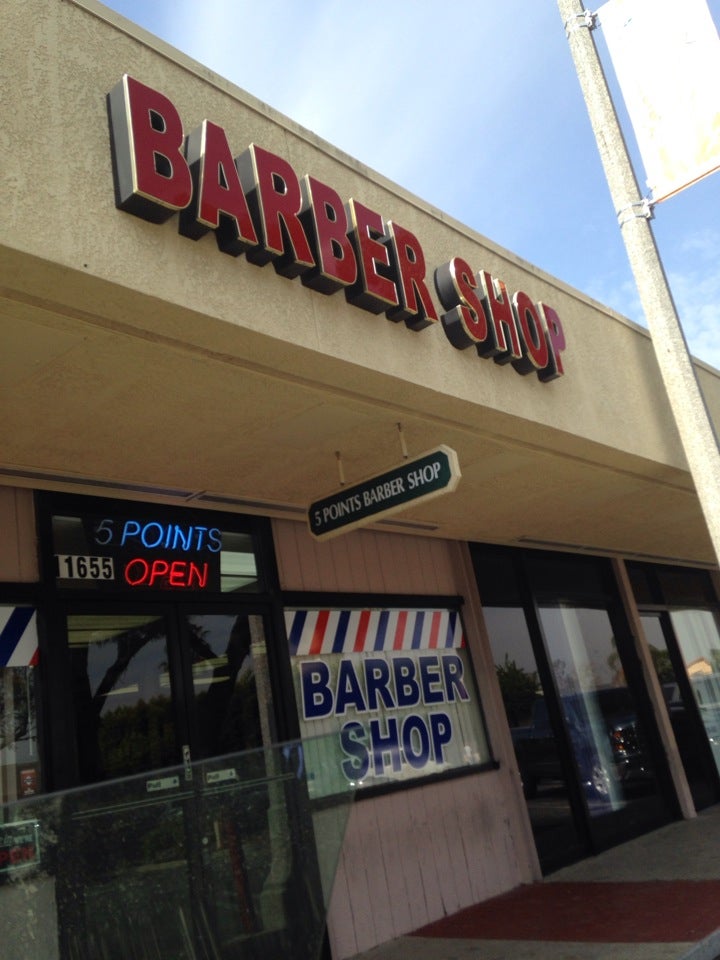 BARBER SHOP
5 POINTS BARBER SHOP
5 POINTS
1655 OPEN
BARBER
SHOP